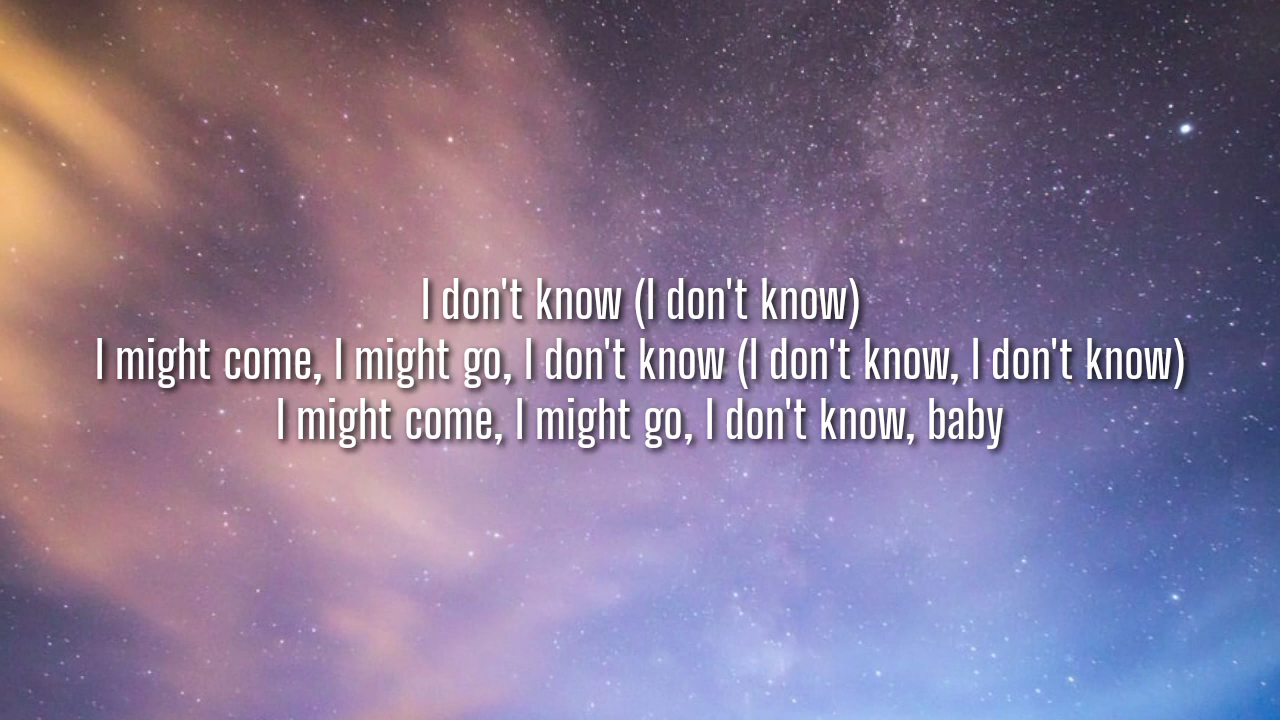 I don't know (I don't know)
I might come, I might go, I don't know (I don't know, I don't know)
I might come, I might go, I don't know, baby